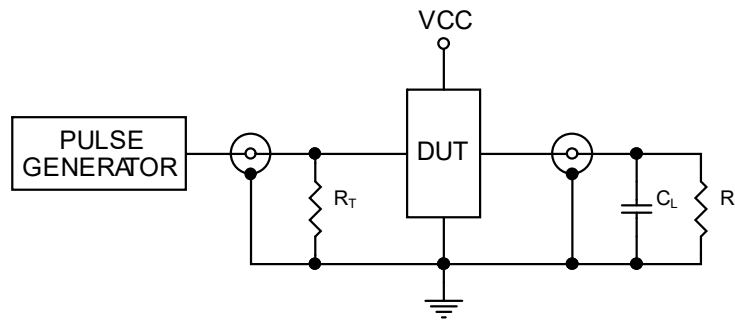 VCC
PULSE
GENERATOR
DUT
RT
CL
R